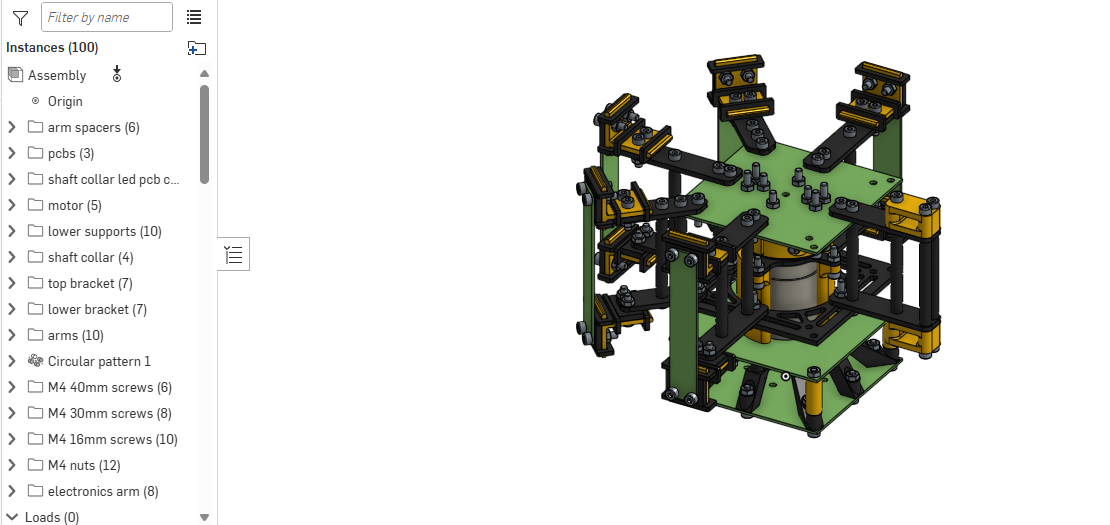 Filter by name
Instances (100)
Assembly
Origin
arm spacers (6)
pcbs (3)
shaft collar led pcb c...
motor (5)
lower supports (10)
shaft collar (4)
top bracket (7)
lower bracket (7)
arms (10)
Circular pattern 1
M4 40mm screws (6)
M4 30mm screws (8)
M4 16mm screws (10)
M4 nuts (12)
electronics arm (8)
Loads (0)